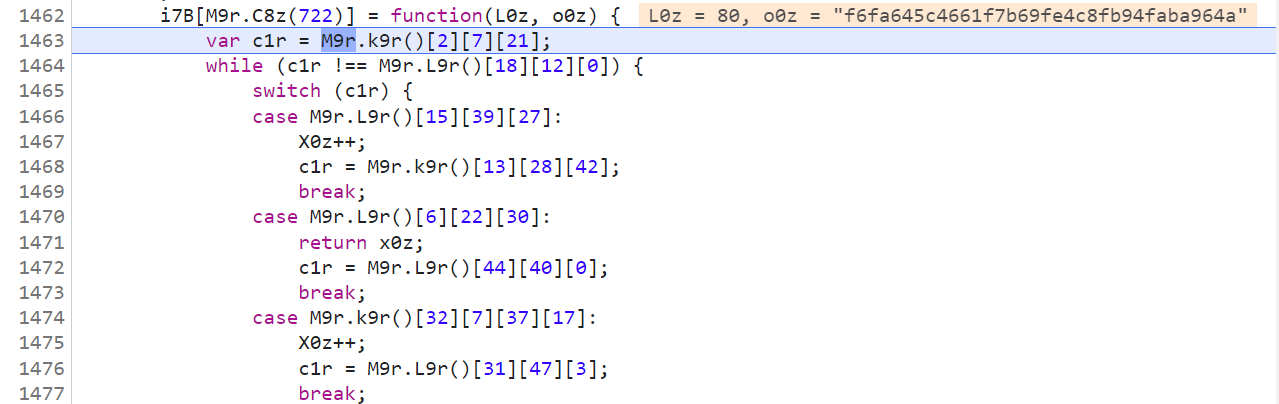 1462 i7B[M9r.C8z(722)] = function(L0z, o0z) { L0z = 80, o0z = "f6fa645c4661f7b69fe4c8fb94faba964a"
1463 var c1r = M9r.k9r()[2][7][21];
1464 while (c1r !== M9r.L9r()[18][12][0]) {
1465 switch (c1r) {
1466 case M9r.L9r()[15][39][27]:
1467 X0z++;
1468 c1r = M9r.k9r()[13][28][42];
1469 break;
1470 case M9r.L9r()[6][22][30]:
1471 return x0z;
1472 c1r = M9r.L9r()[44][40][0];
1473 break;
1474 case M9r.k9r()[32][7][37][17]:
1475 X0z++;
1476 c1r = M9r.L9r()[31][47][3];
1477 break;